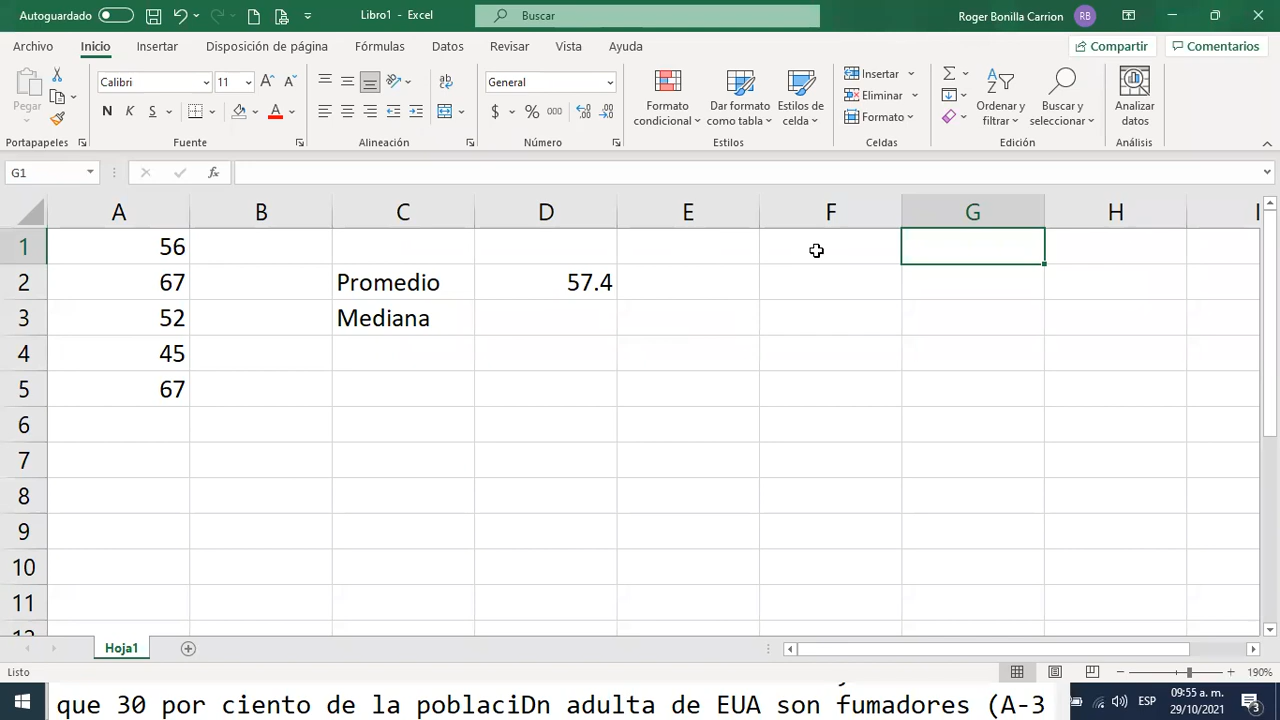 Autoguardado
Libro1 - Excel
Buscar
Roger Bonilla Carrion
RB
Archivo Inicio Insertar Disposición de página Fórmulas Datos Revisar Vista Ayuda
Compartir
Comentarios
Pegar
Calibri
11
General
N K S
$ % 000
Formato condicional
Dar formato como tabla
Estilos de celda
Insertar
Eliminar
Formato
Ordenar y filtrar
Buscar y seleccionar
Analizar datos
Portapapeles Fuente Alineación Número Estilos Celdas Edición Análisis
G1
fx
A B C D E F G H I
1 56
2 67 Promedio 57.4
3 52 Mediana
4 45
5 67
6
7
8
9
10
11
12
Hoja1
Listo
190%
que 30 por ciento de la poblaciDn adulta de EUA son fumadores (A-3
ESP
09:55 a. m.
29/10/2021
3